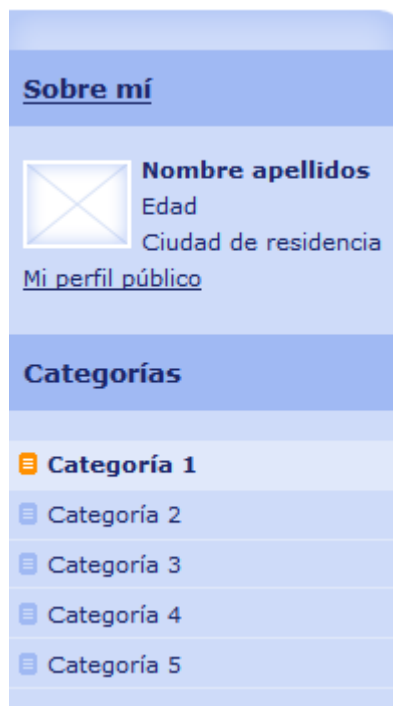 Sobre mí
Nombre apellidos
Edad
Ciudad de residencia
Mi perfil público
Categorías
Categoría 1
Categoría 2
Categoría 3
Categoría 4
Categoría 5